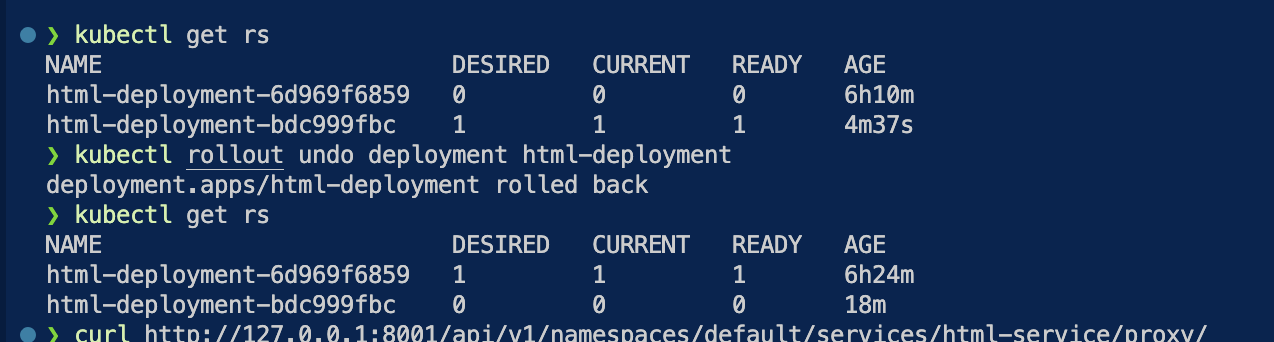 ❯ kubectl get rs
NAME DESIRED CURRENT READY AGE
html-deployment-6d969f6859 0 0 0 6h10m
html-deployment-bdc999fbc 1 1 1 4m37s
❯ kubectl rollout undo deployment html-deployment
deployment.apps/html-deployment rolled back
❯ kubectl get rs
NAME DESIRED CURRENT READY AGE
html-deployment-6d969f6859 1 1 1 6h24m
html-deployment-bdc999fbc 0 0 0 18m
❯ curl http://127.0.0.1:8001/api/v1/namespaces/default/services/html-service/proxy/